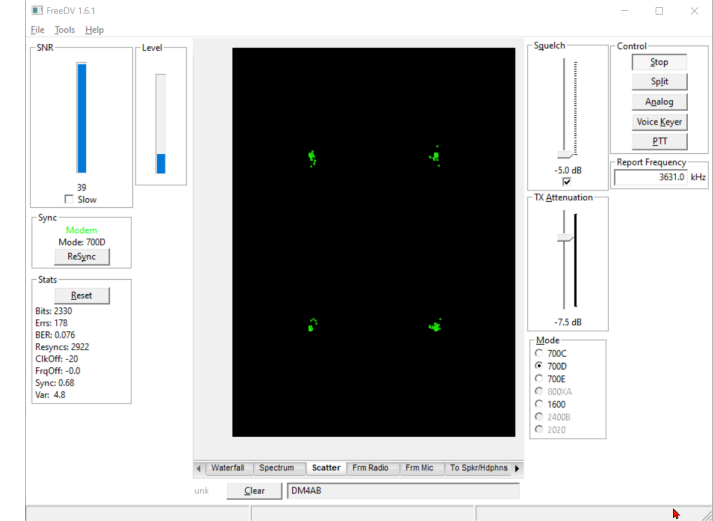 FreeDV 1.6.1
File Tools Help
SNR
39
Slow
Level
Sync
Modem
Mode: 700D
ReSync
Stats
Reset
Bits: 2330
Errs: 178
BER: 0.076
Resyncs: 2922
ClkOff: -20
FrqOff: -0.0
Sync: 0.68
Var: 4.8
Waterfall Spectrum Scatter Frm Radio Frm Mic To Spkr/Hdphns
unk Clear DM4AB
Squelch
-5.0 dB
TX Attenuation
-7.5 dB
Mode
700C
700D
700E
800XA
1600
2400B
2020
Control
Stop
Split
Analog
Voice Keyer
PTT
Report Frequency
3631.0 kHz